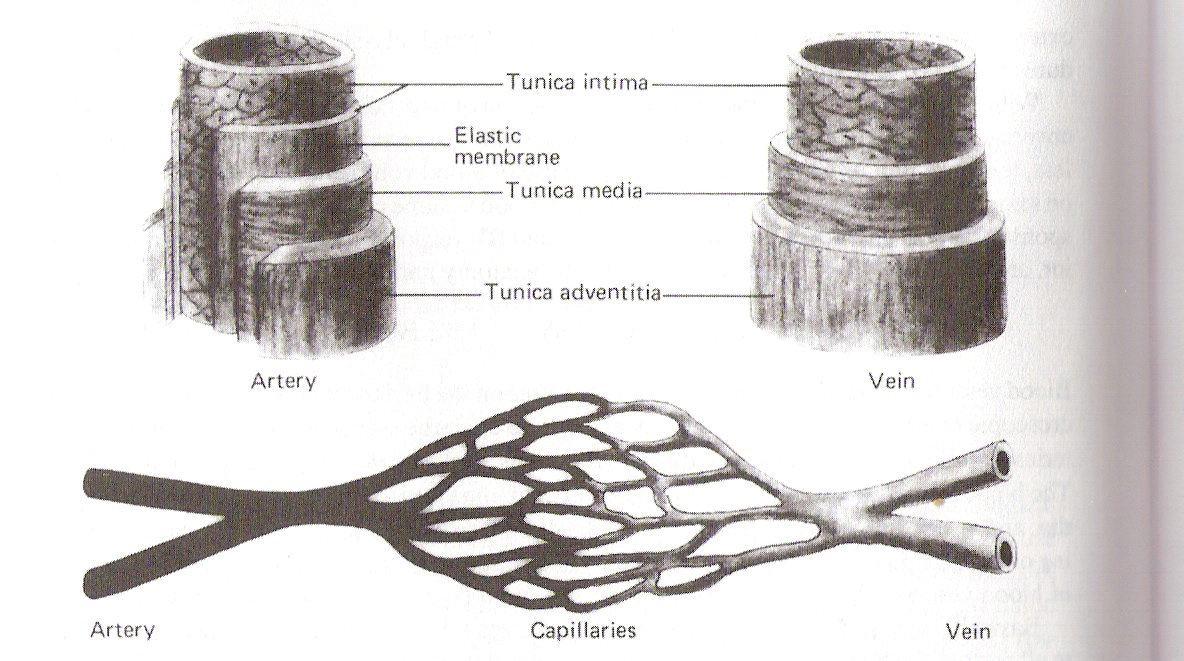 Tunica intima
Elastic
membrane
Tunica media
Tunica adventitia
Artery
Vein
Artery
Capillaries
Vein